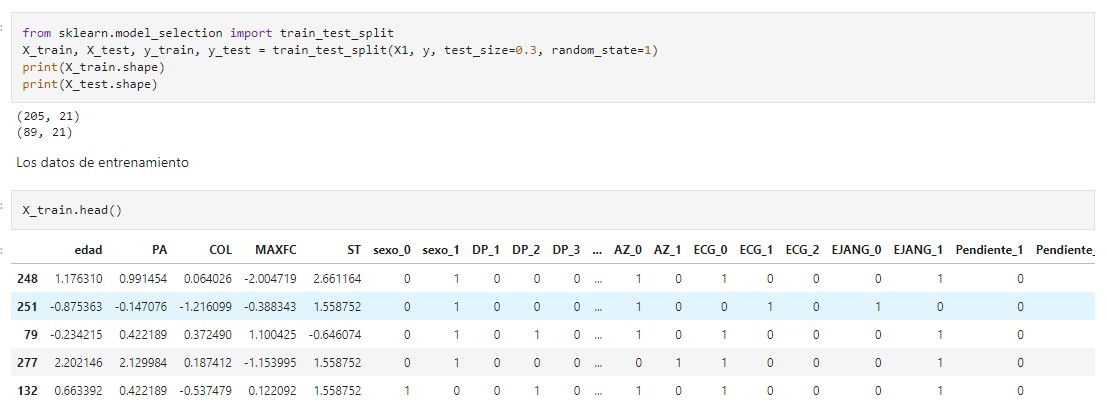 from sklearn.model_selection import train_test_split
X_train, X_test, y_train, y_test = train_test_split(X1, y, test_size=0.3, random_state=1)
print(X_train.shape)
print(X_test.shape)
(205, 21)
(89, 21)
Los datos de entrenamiento
X_train.head()
edad PA COL MAXFC ST sexo_0 sexo_1 DP_1 DP_2 DP_3 ... AZ_0 AZ_1 ECG_0 ECG_1 ECG_2 EJANG_0 EJANG_1 Pendiente_1 Pendiente_
248 1.176310 0.991454 0.064026 -2.004719 2.661164 0 1 0 0 0 ... 1 0 1 0 0 0 1 0
251 -0.875363 -0.147076 -1.216099 -0.388343 1.558752 0 1 0 0 0 ... 1 0 0 1 0 1 0 0
79 -0.234215 0.422189 0.372490 1.100425 -0.646074 0 1 0 1 0 ... 1 0 1 0 0 0 1 0
277 2.202146 2.129984 0.187412 -1.153995 1.558752 0 1 0 0 0 ... 0 1 1 0 0 0 1 0
132 0.663392 0.422189 -0.537479 0.122092 1.558752 1 0 0 1 0 ... 1 0 1 0 0 0 1 0